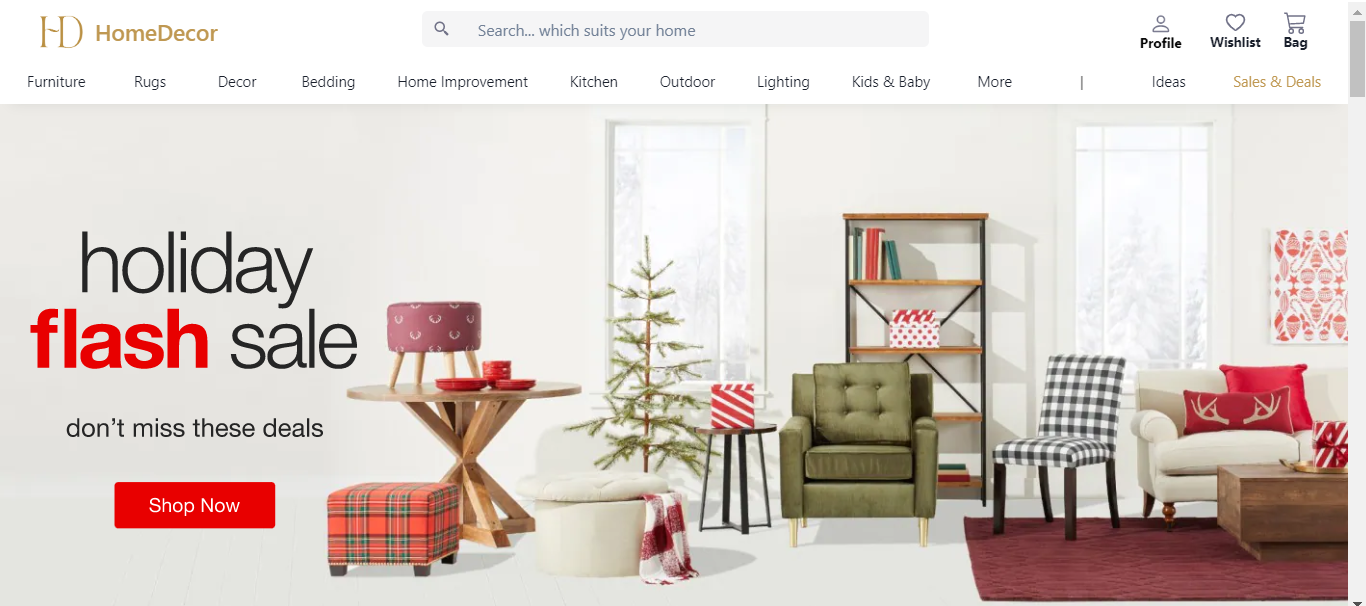 HD HomeDecor
Search... which suits your home
Profile
Wishlist
Bag
Furniture Rugs Decor Bedding Home Improvement Kitchen Outdoor Lighting Kids & Baby More | Ideas Sales & Deals
holiday
flash sale
don't miss these deals
Shop Now